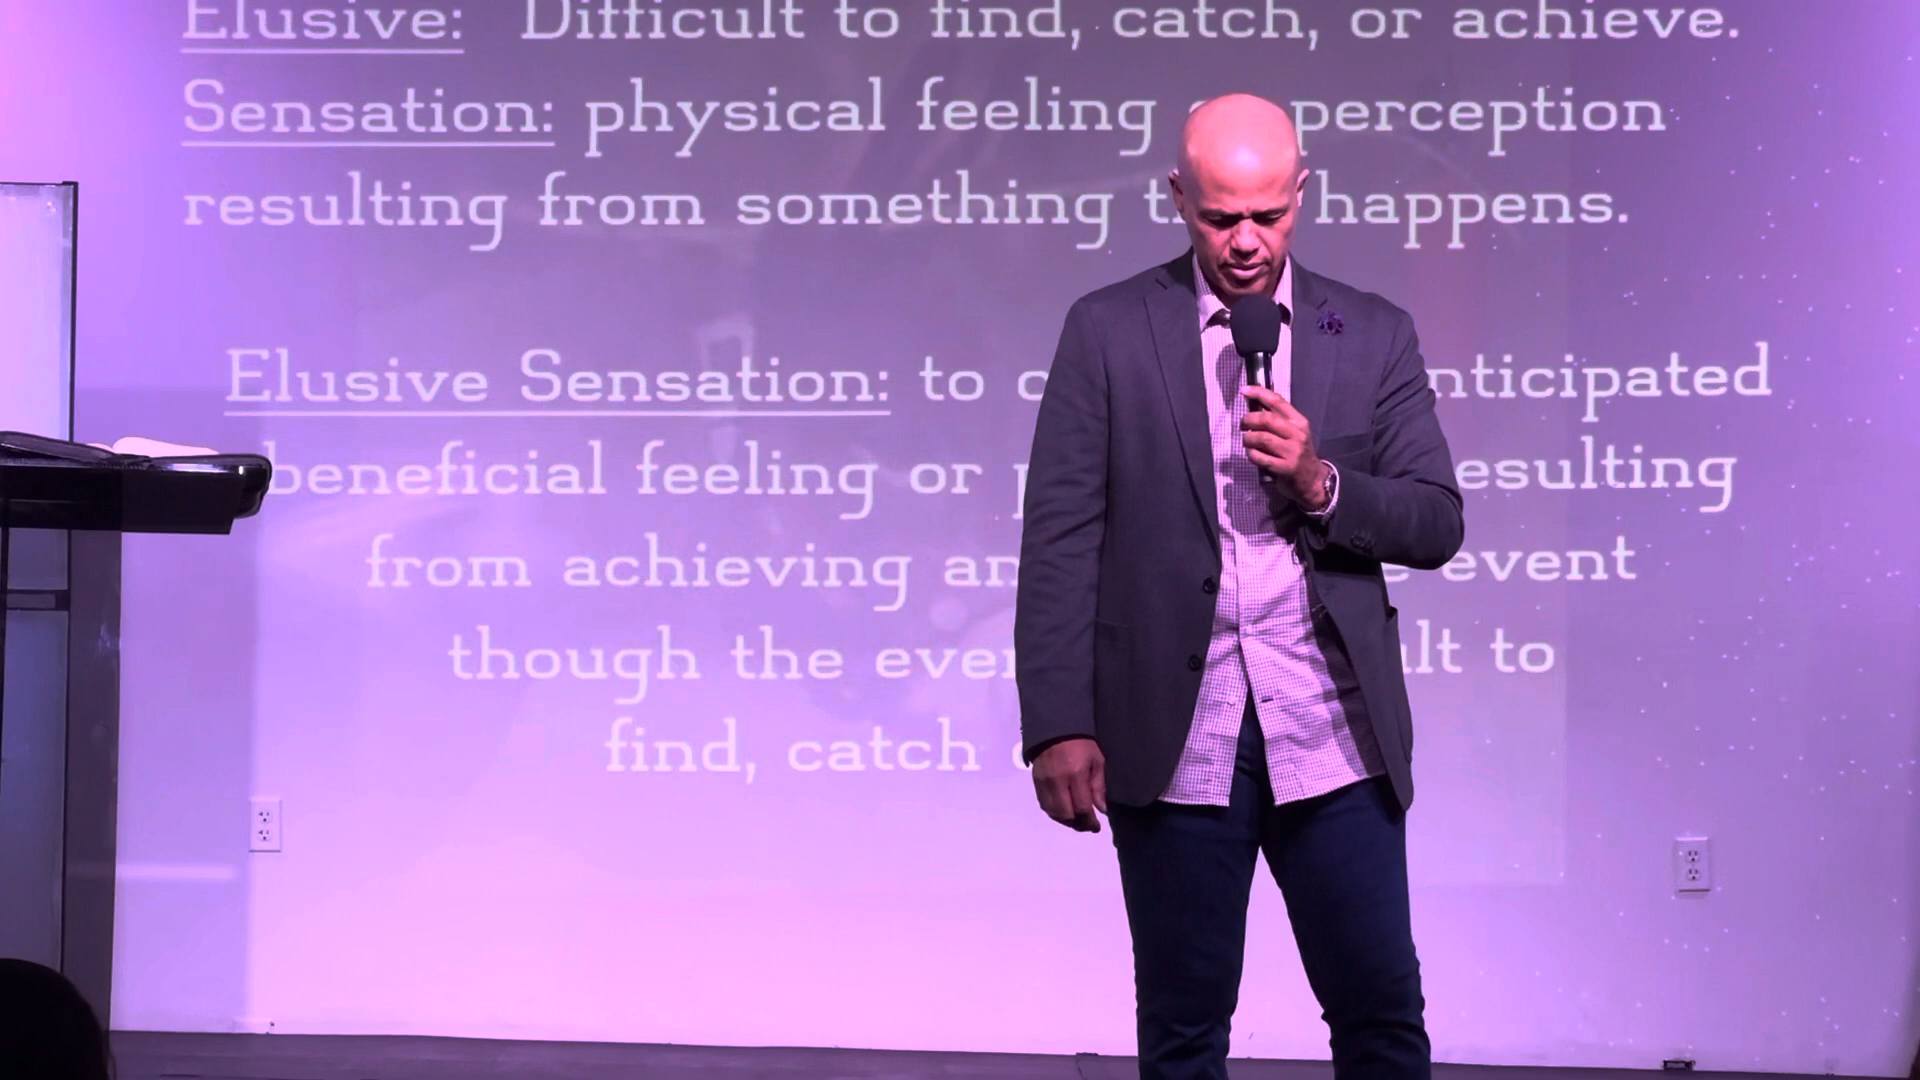 Elusive: Difficult to find, catch, or achieve.
Sensation: physical feeling perception
resulting from something happens.
Elusive Sensation: to anticipated
beneficial feeling or resulting
from achieving event
though the to
find, catch